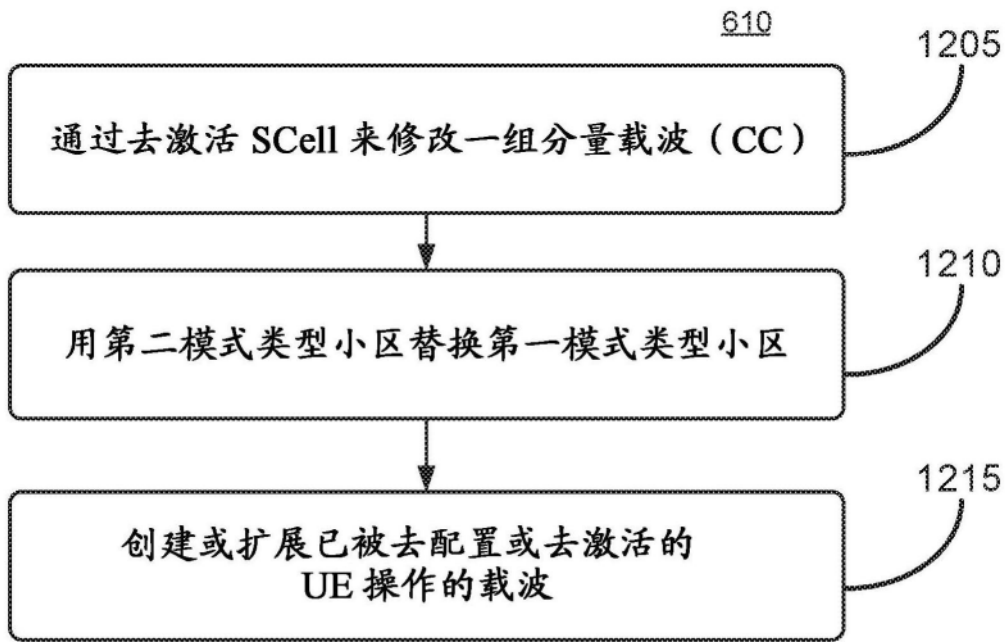 610
1205
通过去激活 SCell 来修改一组分量载波（CC）
1210
用第二模式类型小区替换第一模式类型小区
1215
创建或扩展已被去配置或去激活的
UE 操作的载波